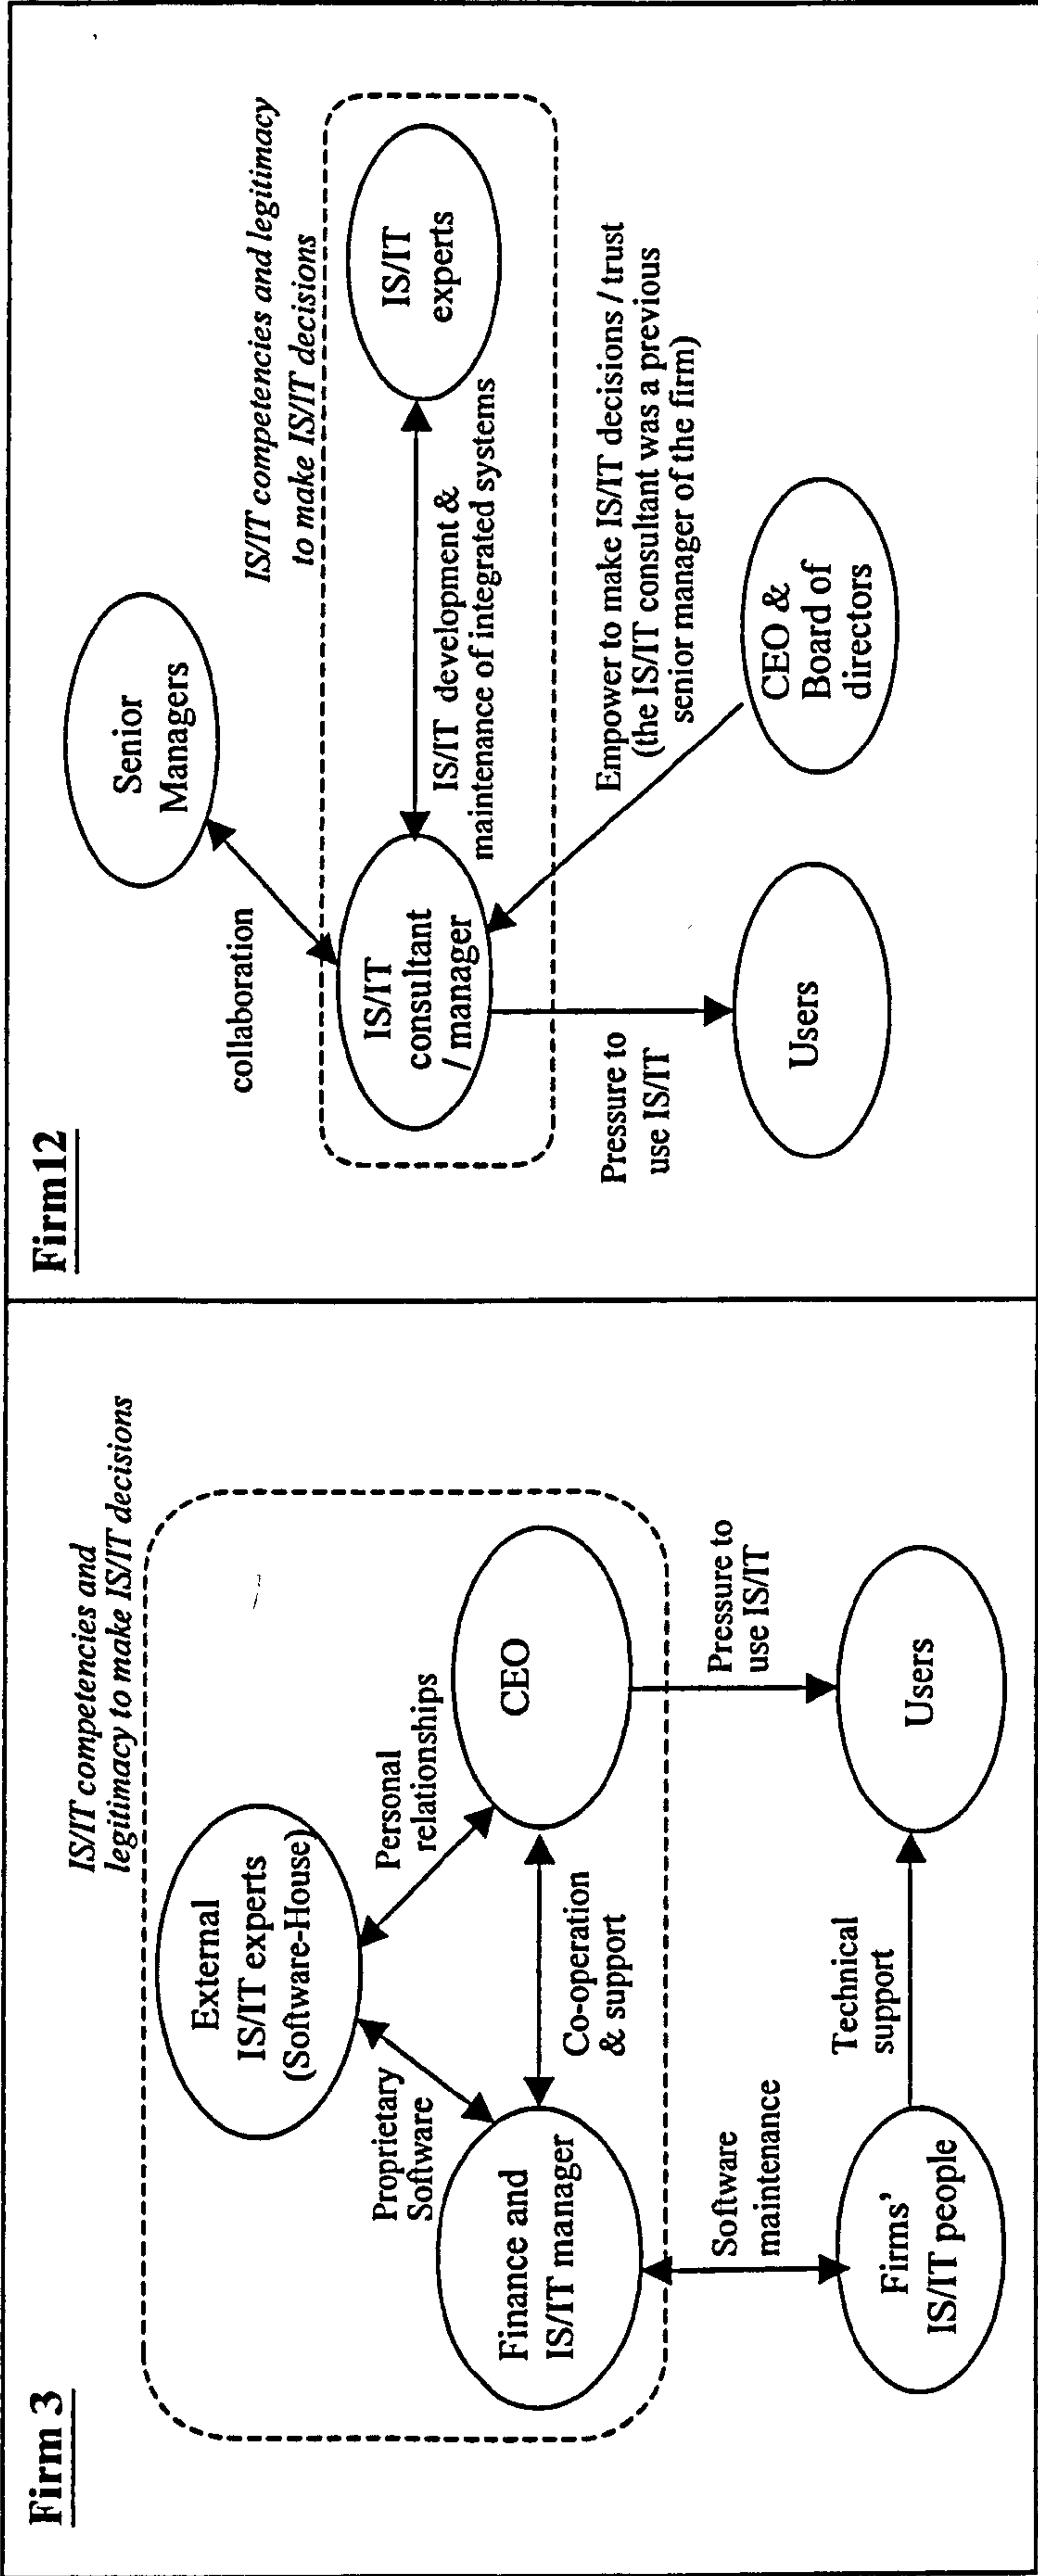 Firm 3
IS/IT competencies and
legitimacy to make IS/IT decisions
External
IS/IT experts
(Software-House)
Proprietary
Software
Personal
relationships
Finance and
IS/IT manager
Co-operation
& support
CEO
Software
maintenance
Pressure to
use IS/IT
Firms’
IS/IT people
Technical
support
Users
Firm12
Senior
Managers
collaboration
IS/IT competencies and legitimacy
to make IS/IT decisions
IS/IT
consultant
/ manager
IS/IT development &
maintenance of integrated systems
IS/IT
experts
Pressure to
use IS/IT
Empower to make IS/IT decisions / trust
(the IS/IT consultant was a previous
senior manager of the firm)
Users
CEO &
Board of
directors